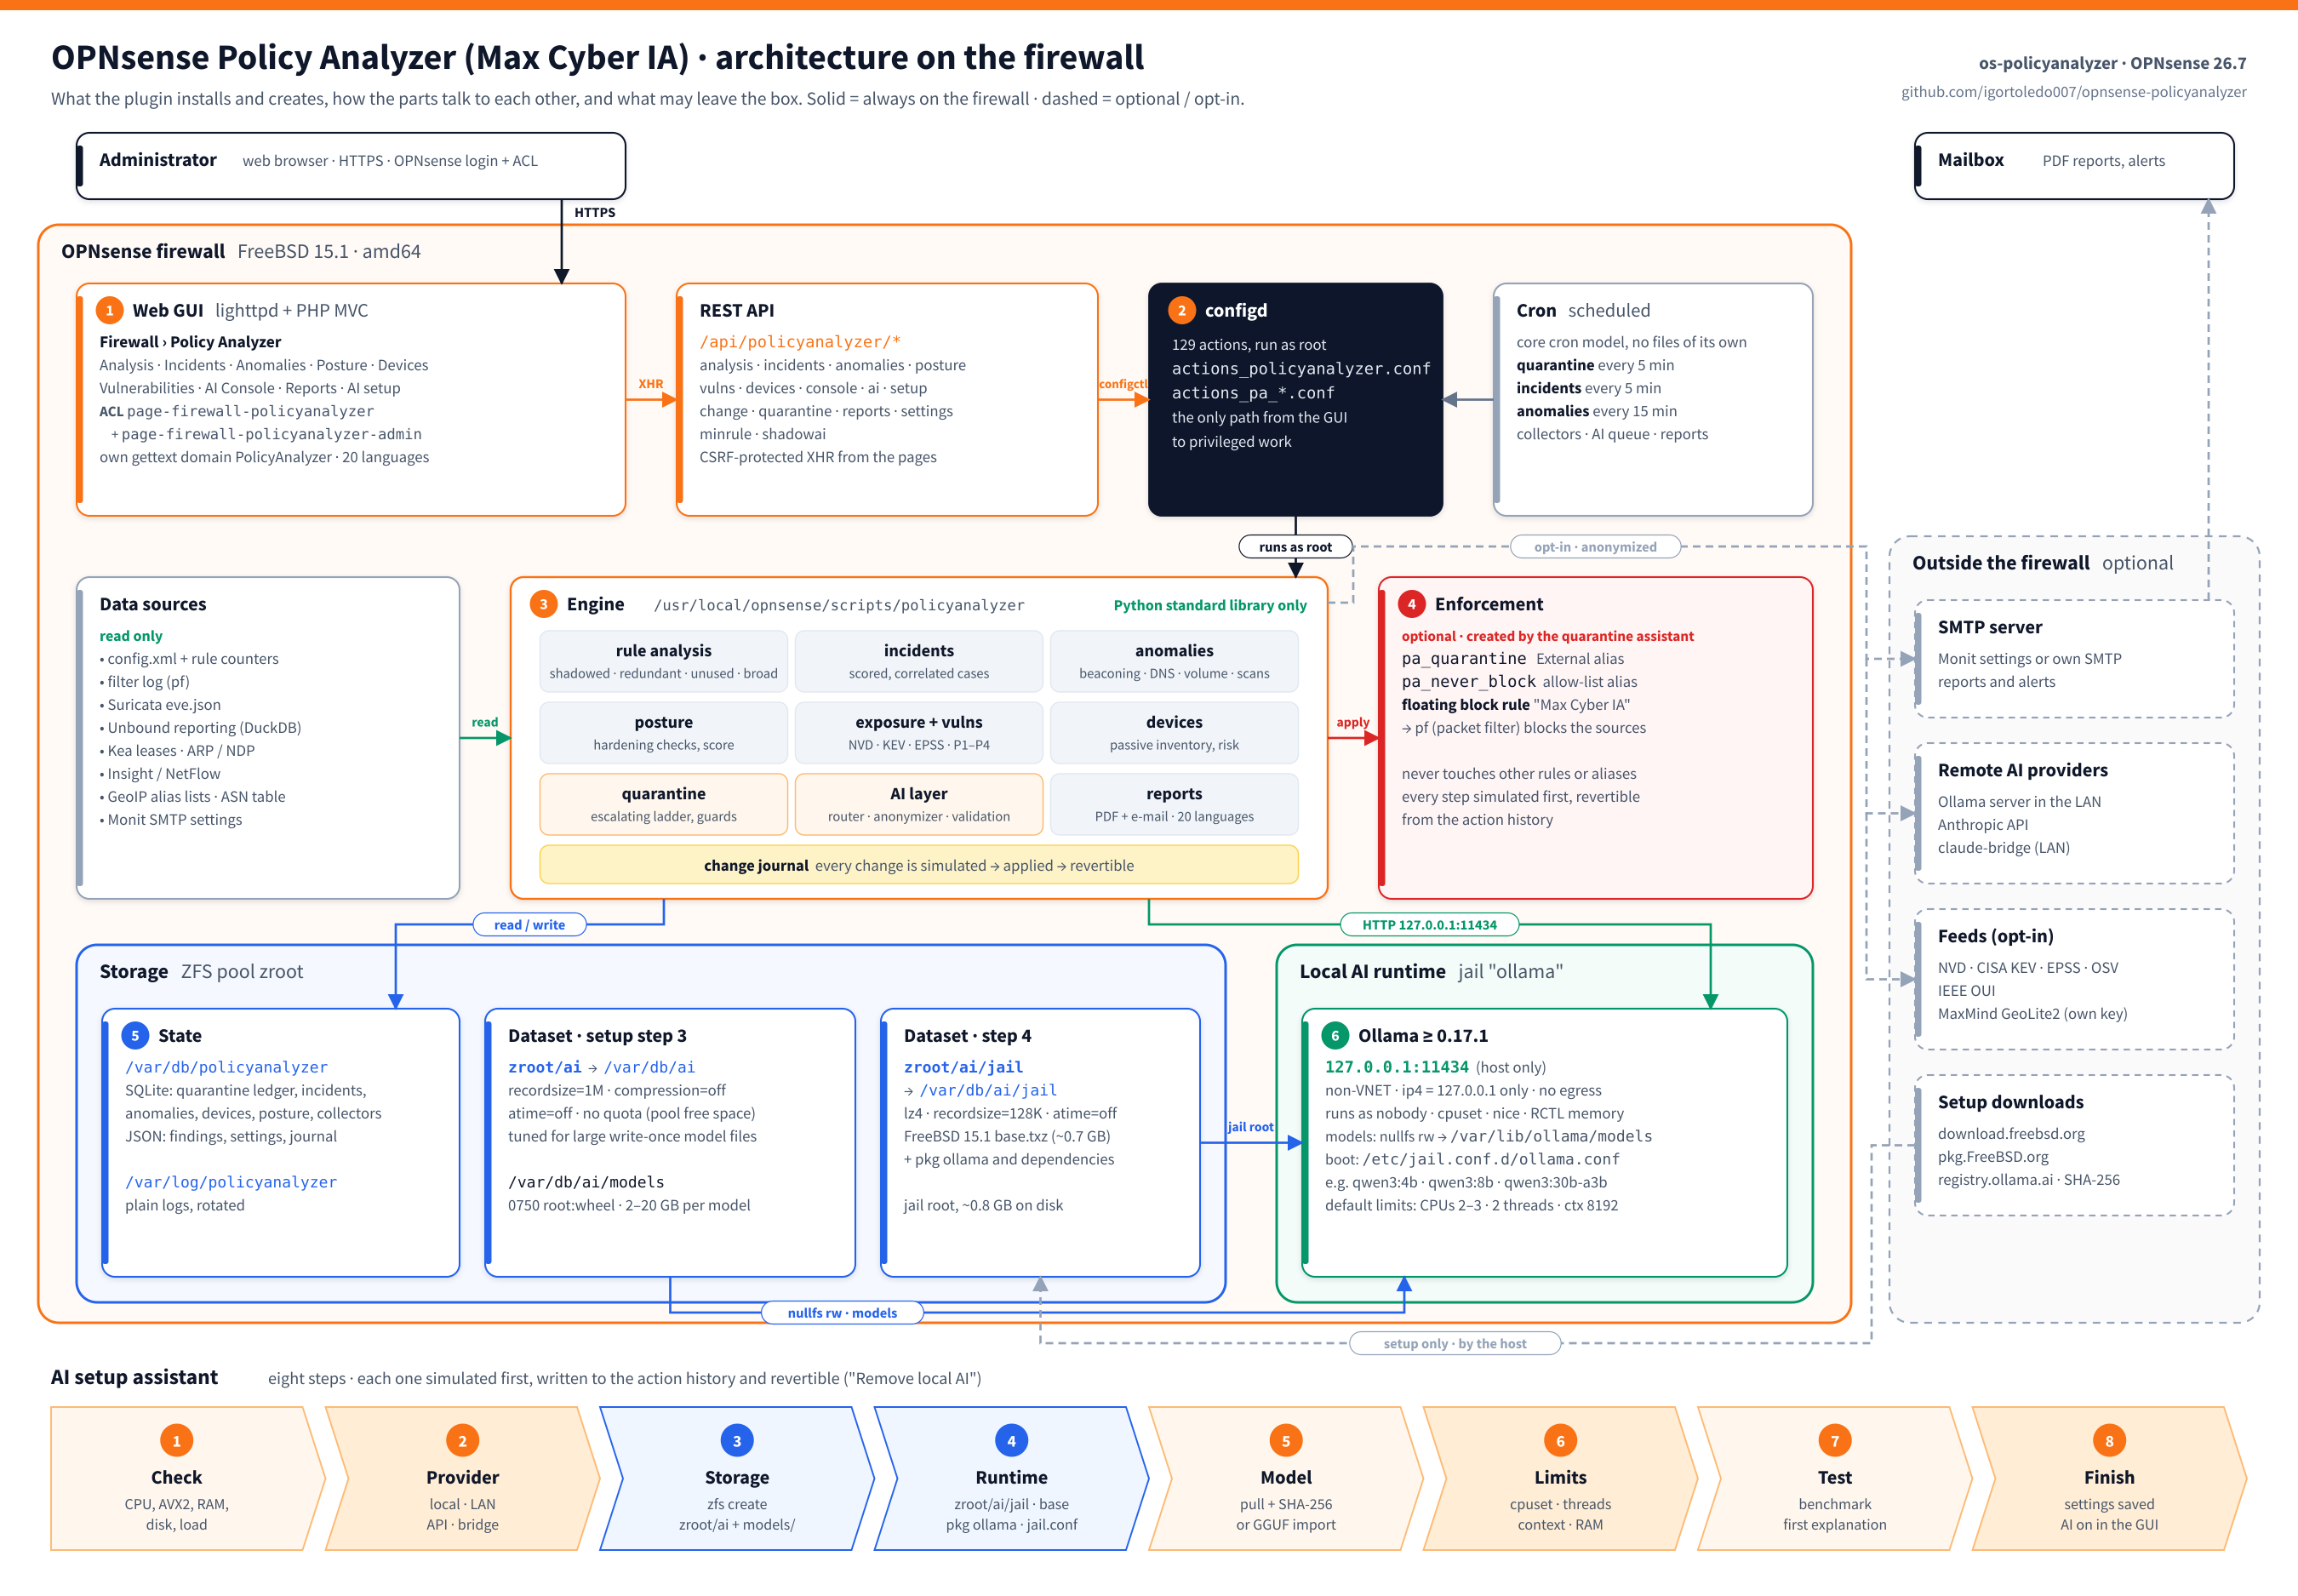 OPNsense Policy Analyzer (Max Cyber IA) · architecture on the firewall
os-policyanalyzer · OPNsense 26.7
What the plugin installs and creates, how the parts talk to each other, and what may leave the box. Solid = always on the firewall · dashed = optional / opt-in.
github.com/igortoledo007/opnsense-policyanalyzer
Administrator web browser · HTTPS · OPNsense login + ACL
Mailbox PDF reports, alerts
HTTPS
OPNsense firewall FreeBSD 15.1 · amd64
1 Web GUI lighttpd + PHP MVC
Firewall › Policy Analyzer
Analysis · Incidents · Anomalies · Posture · Devices
Vulnerabilities · AI Console · Reports · AI setup
ACL page-firewall-policyanalyzer
+ page-firewall-policyanalyzer-admin
own gettext domain PolicyAnalyzer · 20 languages
XHR
REST API
/api/policyanalyzer/*
analysis · incidents · anomalies · posture
vulns · devices · console · ai · setup
change · quarantine · reports · settings
minrule · shadowai
CSRF-protected XHR from the pages
configctl
2 configd
129 actions, run as root
actions_policyanalyzer.conf
actions_pa_*.conf
the only path from the GUI
to privileged work
Cron scheduled
core cron model, no files of its own
quarantine every 5 min
incidents every 5 min
anomalies every 15 min
collectors · AI queue · reports
runs as root
opt-in · anonymized
Data sources
read only
• config.xml + rule counters
• filter log (pf)
• Suricata eve.json
• Unbound reporting (DuckDB)
• Kea leases · ARP / NDP
• Insight / NetFlow
• GeoIP alias lists · ASN table
• Monit SMTP settings
read
3 Engine /usr/local/opnsense/scripts/policyanalyzer Python standard library only
rule analysis
shadowed · redundant · unused · broad
incidents
scored, correlated cases
anomalies
beaconing · DNS · volume · scans
posture
hardening checks, score
exposure + vulns
NVD · KEV · EPSS · P1–P4
devices
passive inventory, risk
quarantine
escalating ladder, guards
AI layer
router · anonymizer · validation
reports
PDF + e-mail · 20 languages
change journal every change is simulated → applied → revertible
apply
4 Enforcement
optional · created by the quarantine assistant
pa_quarantine External alias
pa_never_block allow-list alias
floating block rule "Max Cyber IA"
→ pf (packet filter) blocks the sources
never touches other rules or aliases
every step simulated first, revertible
from the action history
Outside the firewall optional
SMTP server
Monit settings or own SMTP
reports and alerts
Remote AI providers
Ollama server in the LAN
Anthropic API
claude-bridge (LAN)
Feeds (opt-in)
NVD · CISA KEV · EPSS · OSV
IEEE OUI
MaxMind GeoLite2 (own key)
Setup downloads
download.freebsd.org
pkg.FreeBSD.org
registry.ollama.ai · SHA-256
read / write
HTTP 127.0.0.1:11434
Storage ZFS pool zroot
5 State
/var/db/policyanalyzer
SQLite: quarantine ledger, incidents,
anomalies, devices, posture, collectors
JSON: findings, settings, journal
/var/log/policyanalyzer
plain logs, rotated
Dataset · setup step 3
zroot/ai → /var/db/ai
recordsize=1M · compression=off
atime=off · no quota (pool free space)
tuned for large write-once model files
/var/db/ai/models
0750 root:wheel · 2–20 GB per model
Dataset · step 4
zroot/ai/jail
→ /var/db/ai/jail
lz4 · recordsize=128K · atime=off
FreeBSD 15.1 base.txz (~0.7 GB)
+ pkg ollama and dependencies
jail root, ~0.8 GB on disk
jail root
Local AI runtime jail "ollama"
6 Ollama ≥ 0.17.1
127.0.0.1:11434 (host only)
non-VNET · ip4 = 127.0.0.1 only · no egress
runs as nobody · cpuset · nice · RCTL memory
models: nullfs rw → /var/lib/ollama/models
boot: /etc/jail.conf.d/ollama.conf
e.g. qwen3:4b · qwen3:8b · qwen3:30b-a3b
default limits: CPUs 2–3 · 2 threads · ctx 8192
nullfs rw · models
setup only · by the host
AI setup assistant eight steps · each one simulated first, written to the action history and revertible ("Remove local AI")
1
Check
CPU, AVX2, RAM,
disk, load
2
Provider
local · LAN
API · bridge
3
Storage
zfs create
zroot/ai + models/
4
Runtime
zroot/ai/jail · base
pkg ollama · jail.conf
5
Model
pull + SHA-256
or GGUF import
6
Limits
cpuset · threads
context · RAM
7
Test
benchmark
first explanation
8
Finish
settings saved
AI on in the GUI